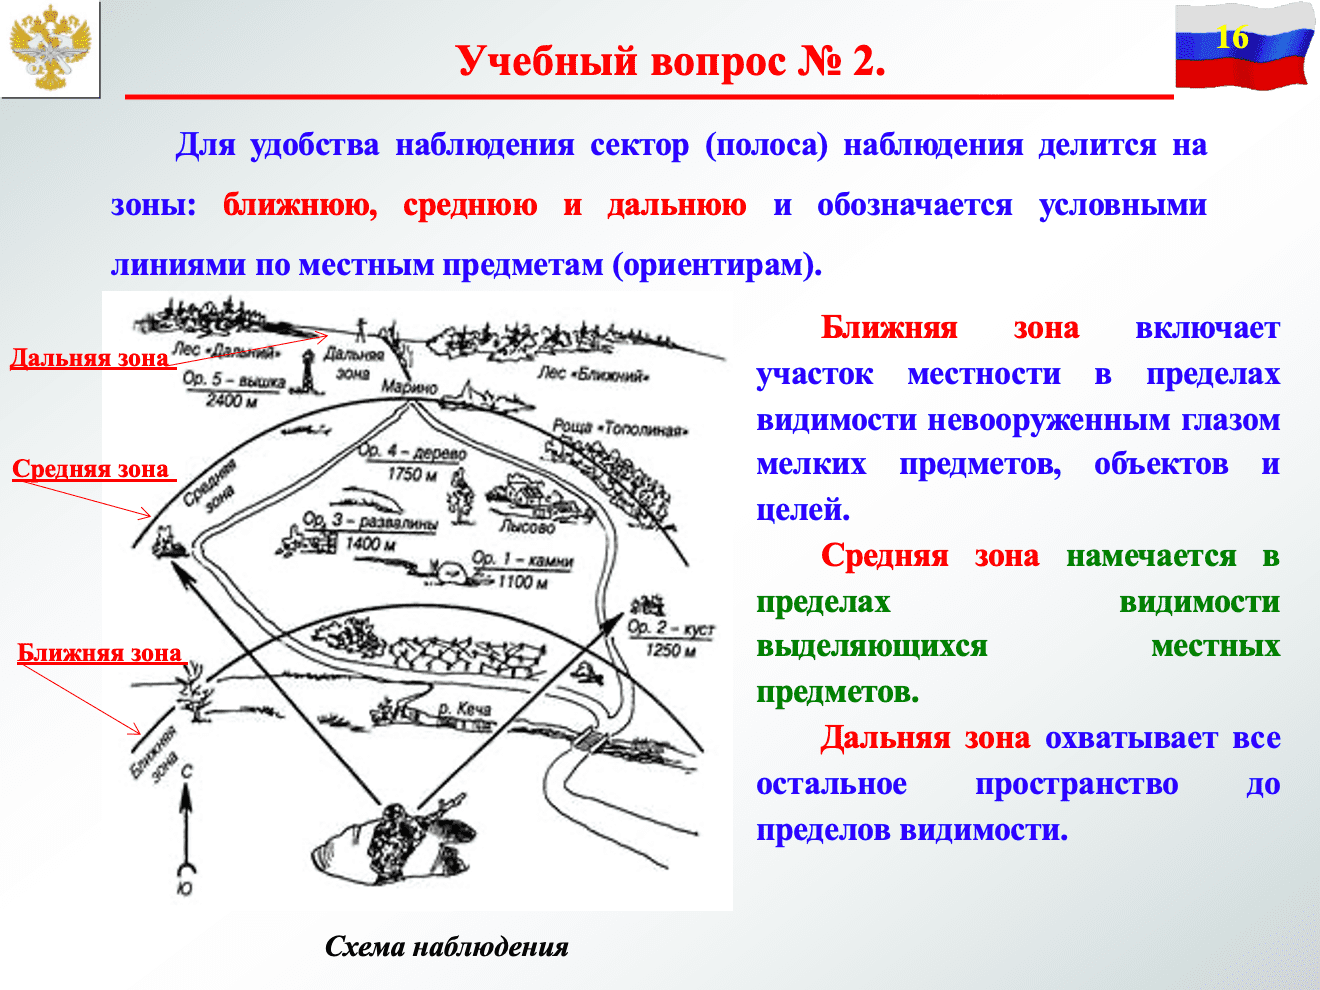 16
Учебный вопрос № 2.
Для удобства наблюдения сектор (полоса) наблюдения делится на
зоны: ближнюю, среднюю и дальнюю и обозначается условными
линиями по местным предметам (ориентирам).
Дальняя зона
Средняя зона
Ближняя зона
Лес «Дальний»
Дальняя
зона
Лес «Ближний»
Ор. 5 – вышка
2400 м
Марино
Роща «Тополиная»
Средняя
зона
Ор. 4 – дерево
1750 м
Ор. 3 – развалины
1400 м
Лысово
Ор. 1 – камни
1100 м
Ор. 2 – куст
1250 м
р. Кеча
Ближняя
зона
С
Ю
Схема наблюдения
Ближняя зона включает
участок местности в пределах
видимости невооруженным глазом
мелких предметов, объектов и
целей.
Средняя зона намечается в
пределах видимости
выделяющихся местных
предметов.
Дальняя зона охватывает все
остальное пространство до
пределов видимости.